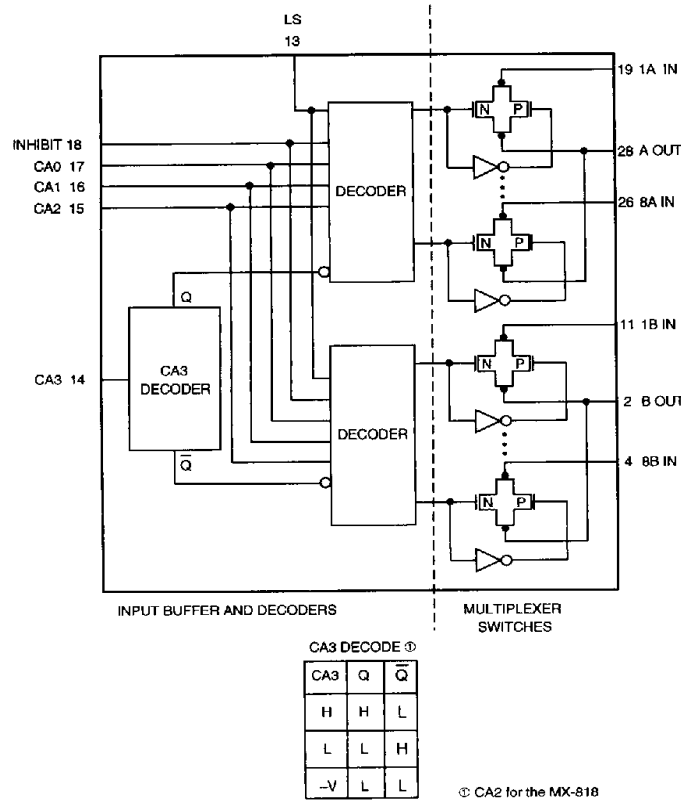 LS
13
19 1A IN
N P
INHIBIT 18
28 A OUT
CA0 17
CA1 16
DECODER
26 8A IN
CA2 15
N P
Q
11 1B IN
CA3
DECODER
N P
CA3 14
2 B OUT
DECODER
Q̅
4 8B IN
N P
INPUT BUFFER AND DECODERS
MULTIPLEXER
SWITCHES
CA3 DECODE ①
CA3 Q Q̅
H H L
L L H
–V L L
① CA2 for the MX-818